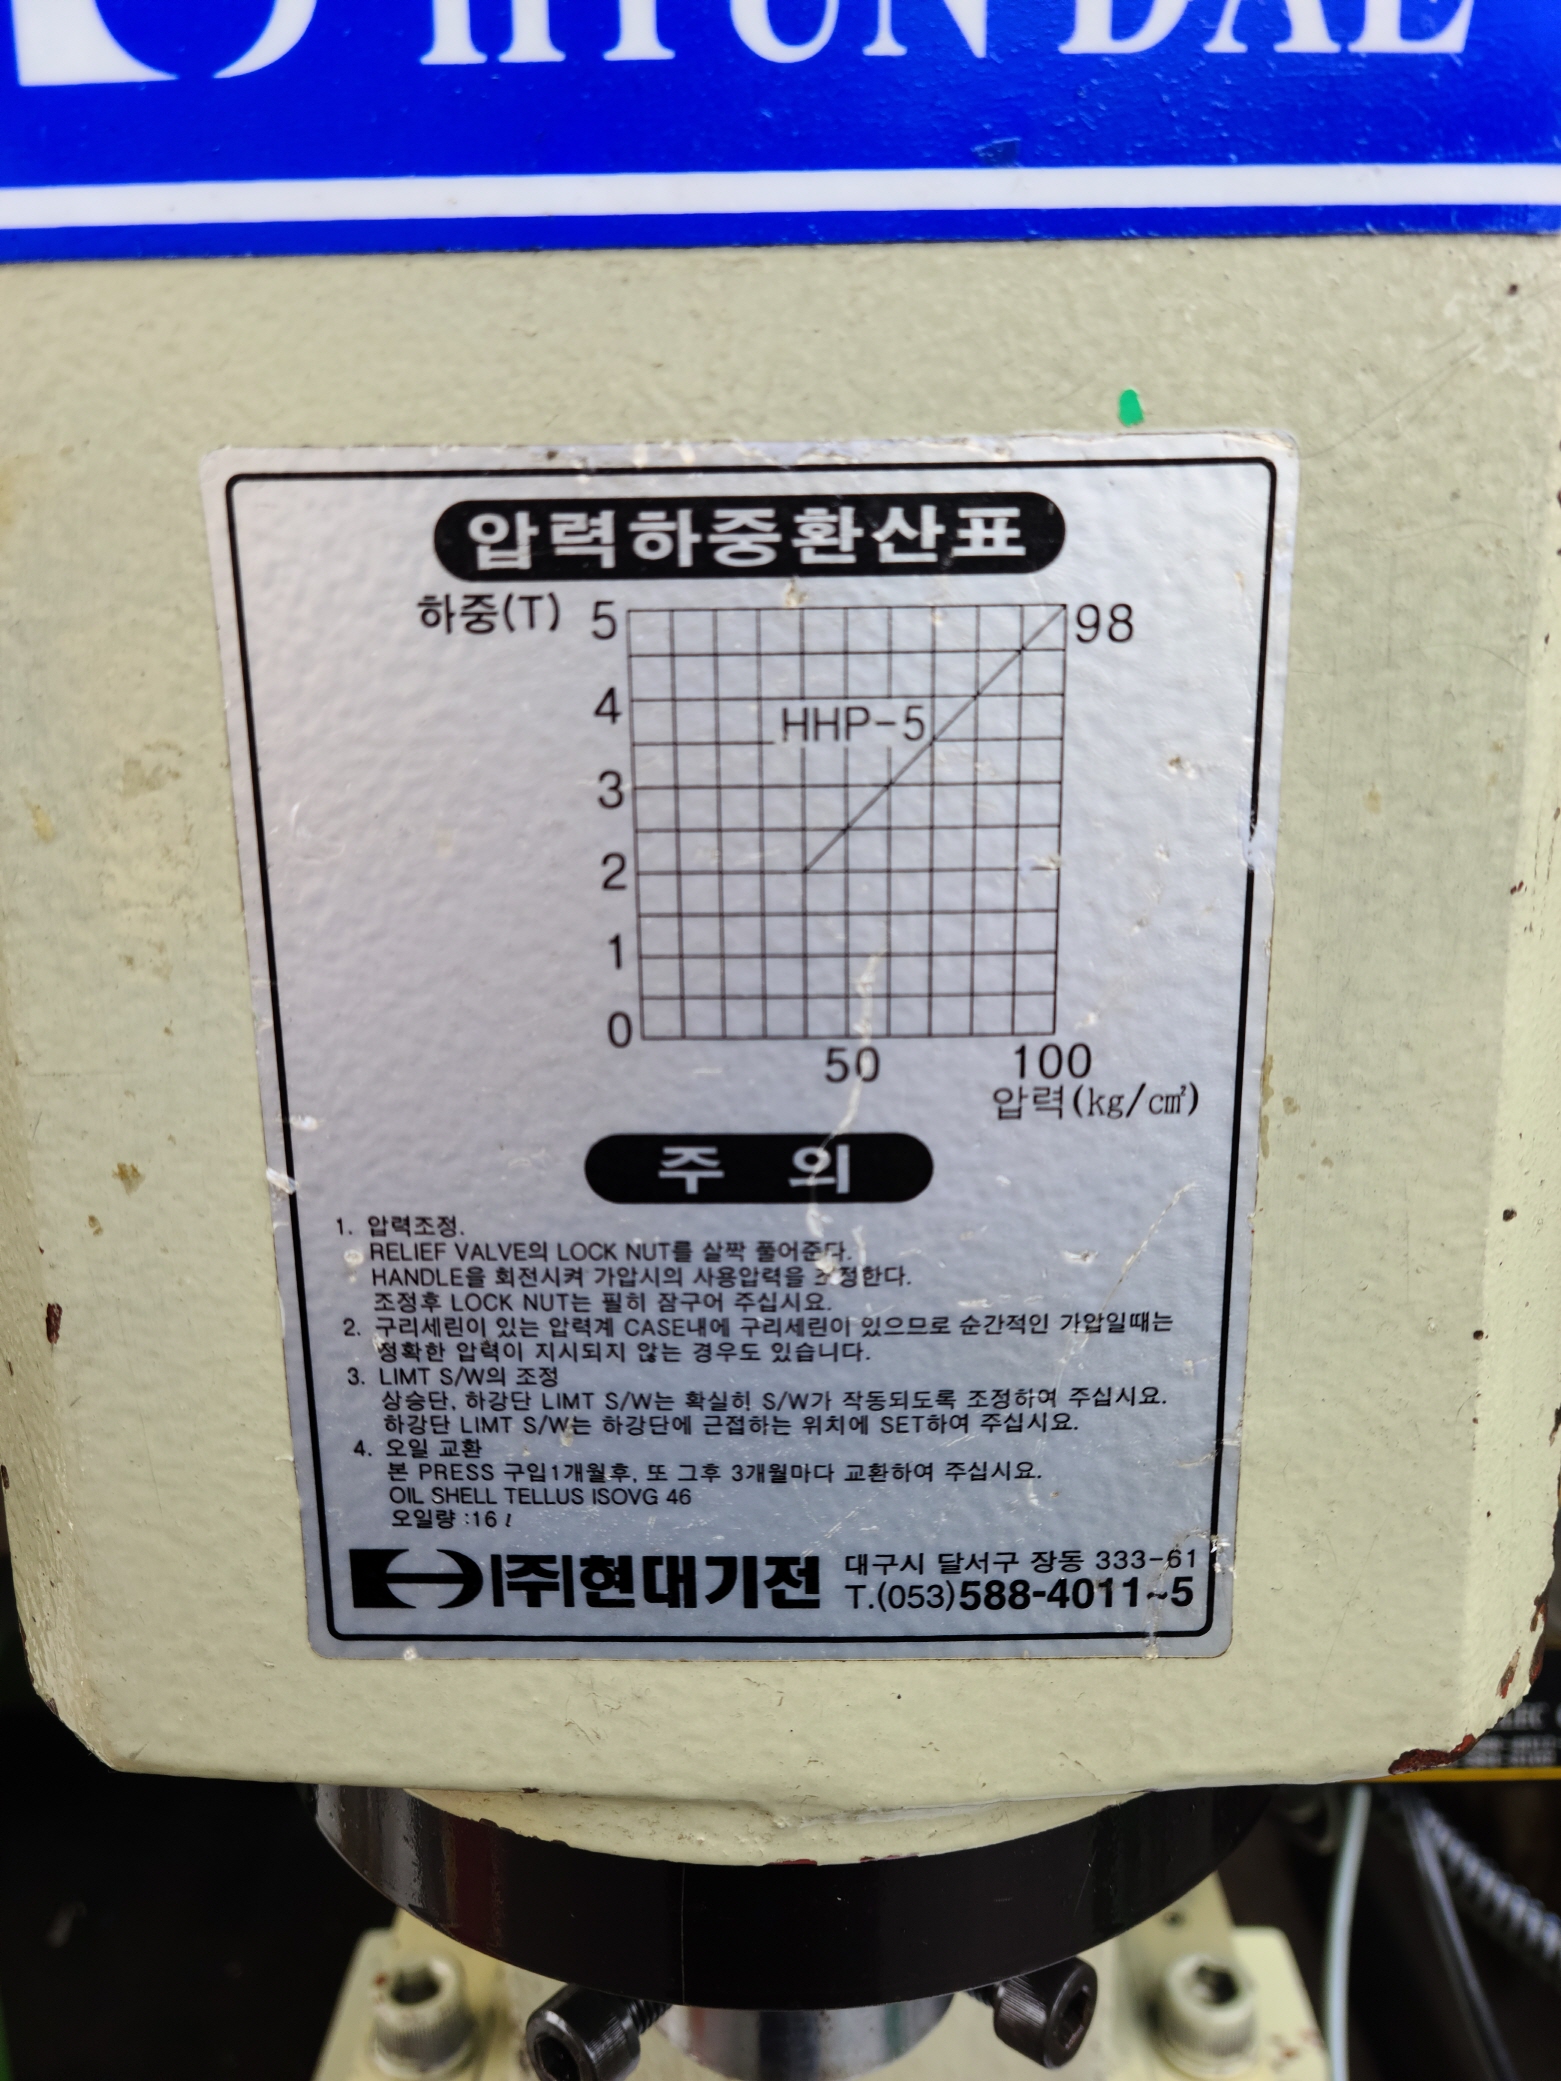 HYUNDAE
압력하중환산표
하중(T) 5
98
4
HHP-5
3
2
1
0
50 100
압력(kg/cm²)
주 의
1. 압력조정.
RELIEF VALVE의 LOCK NUT를 살짝 풀어준다.
HANDLE을 회전시켜 가압시의 사용압력을 조정한다.
조정후 LOCK NUT는 필히 잠구어 주십시요.
2. 구리세린이 있는 압력계 CASE내에 구리세린이 있으므로 순간적인 가압일때는
정확한 압력이 지시되지 않는 경우도 있습니다.
3. LIMT S/W의 조정
상승단, 하강단 LIMT S/W는 확실히 S/W가 작동되도록 조정하여 주십시요.
하강단 LIMT S/W는 하강단에 근접하는 위치에 SET하여 주십시요.
4. 오일 교환
본 PRESS 구입1개월후, 또 그후 3개월마다 교환하여 주십시요.
OIL SHELL TELLUS ISOVG 46
오일량 :16 ℓ
|주|현대기전
대구시 달서구 장동 333-61
T.(053)588-4011~5